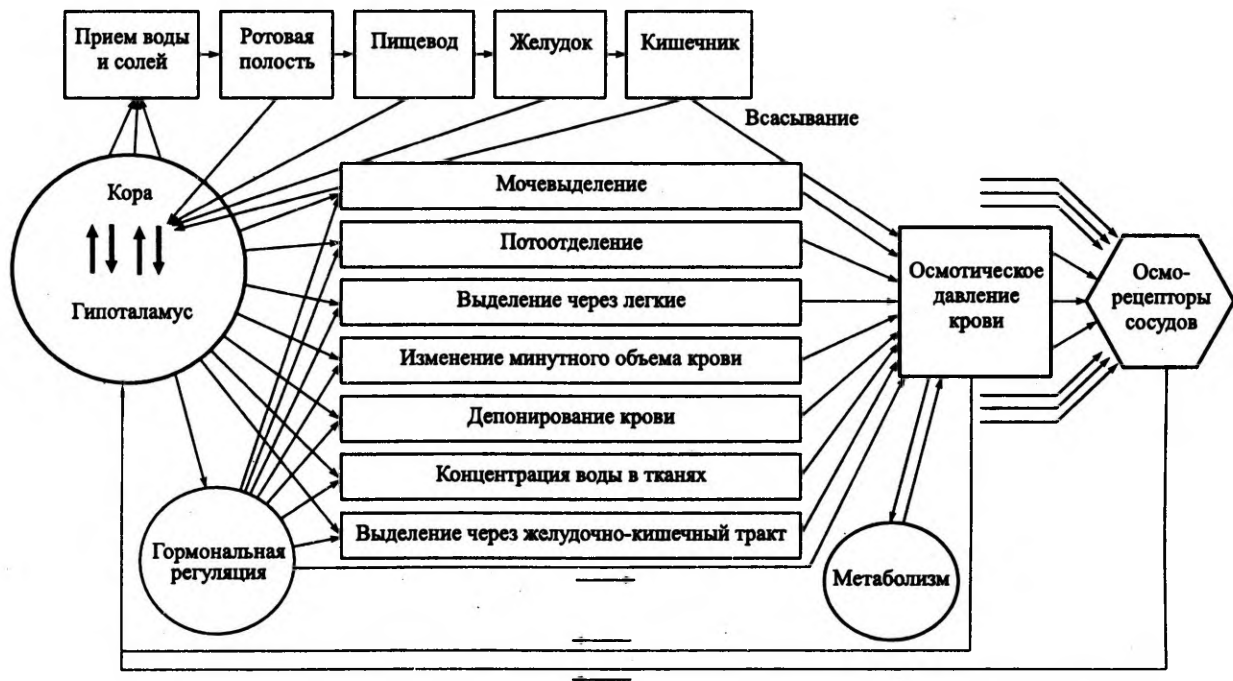 Прием воды
и солей
Ротовая
полость
Пищевод
Желудок
Кишечник
Всасывание
Кора
Гипоталамус
Мочевыделение
Потоотделение
Выделение через легкие
Изменение минутного объема крови
Депонирование крови
Концентрация воды в тканях
Выделение через желудочно-кишечный тракт
Осмотическое
давление
крови
Осмо-
рецепторы
сосудов
Гормональная
регуляция
Метаболизм